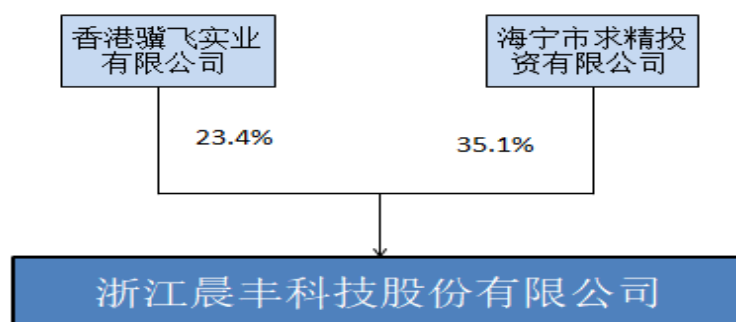 香港骥飞实业
有限公司
海宁市求精投
资有限公司
23.4%
35.1%
浙江晨丰科技股份有限公司